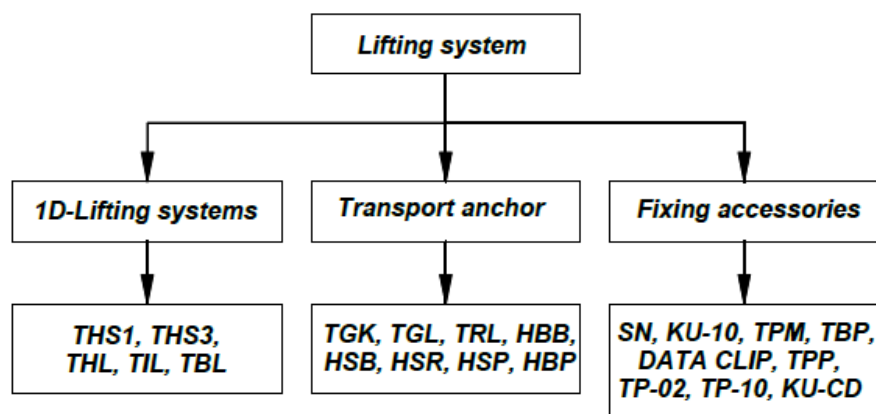 Lifting system
1D-Lifting systems
Transport anchor
Fixing accessories
THS1, THS3,
THL, TIL, TBL
TGK, TGL, TRL, HBB,
HSB, HSR, HSP, HBP
SN, KU-10, TPM, TBP,
DATA CLIP, TPP,
TP-02, TP-10, KU-CD